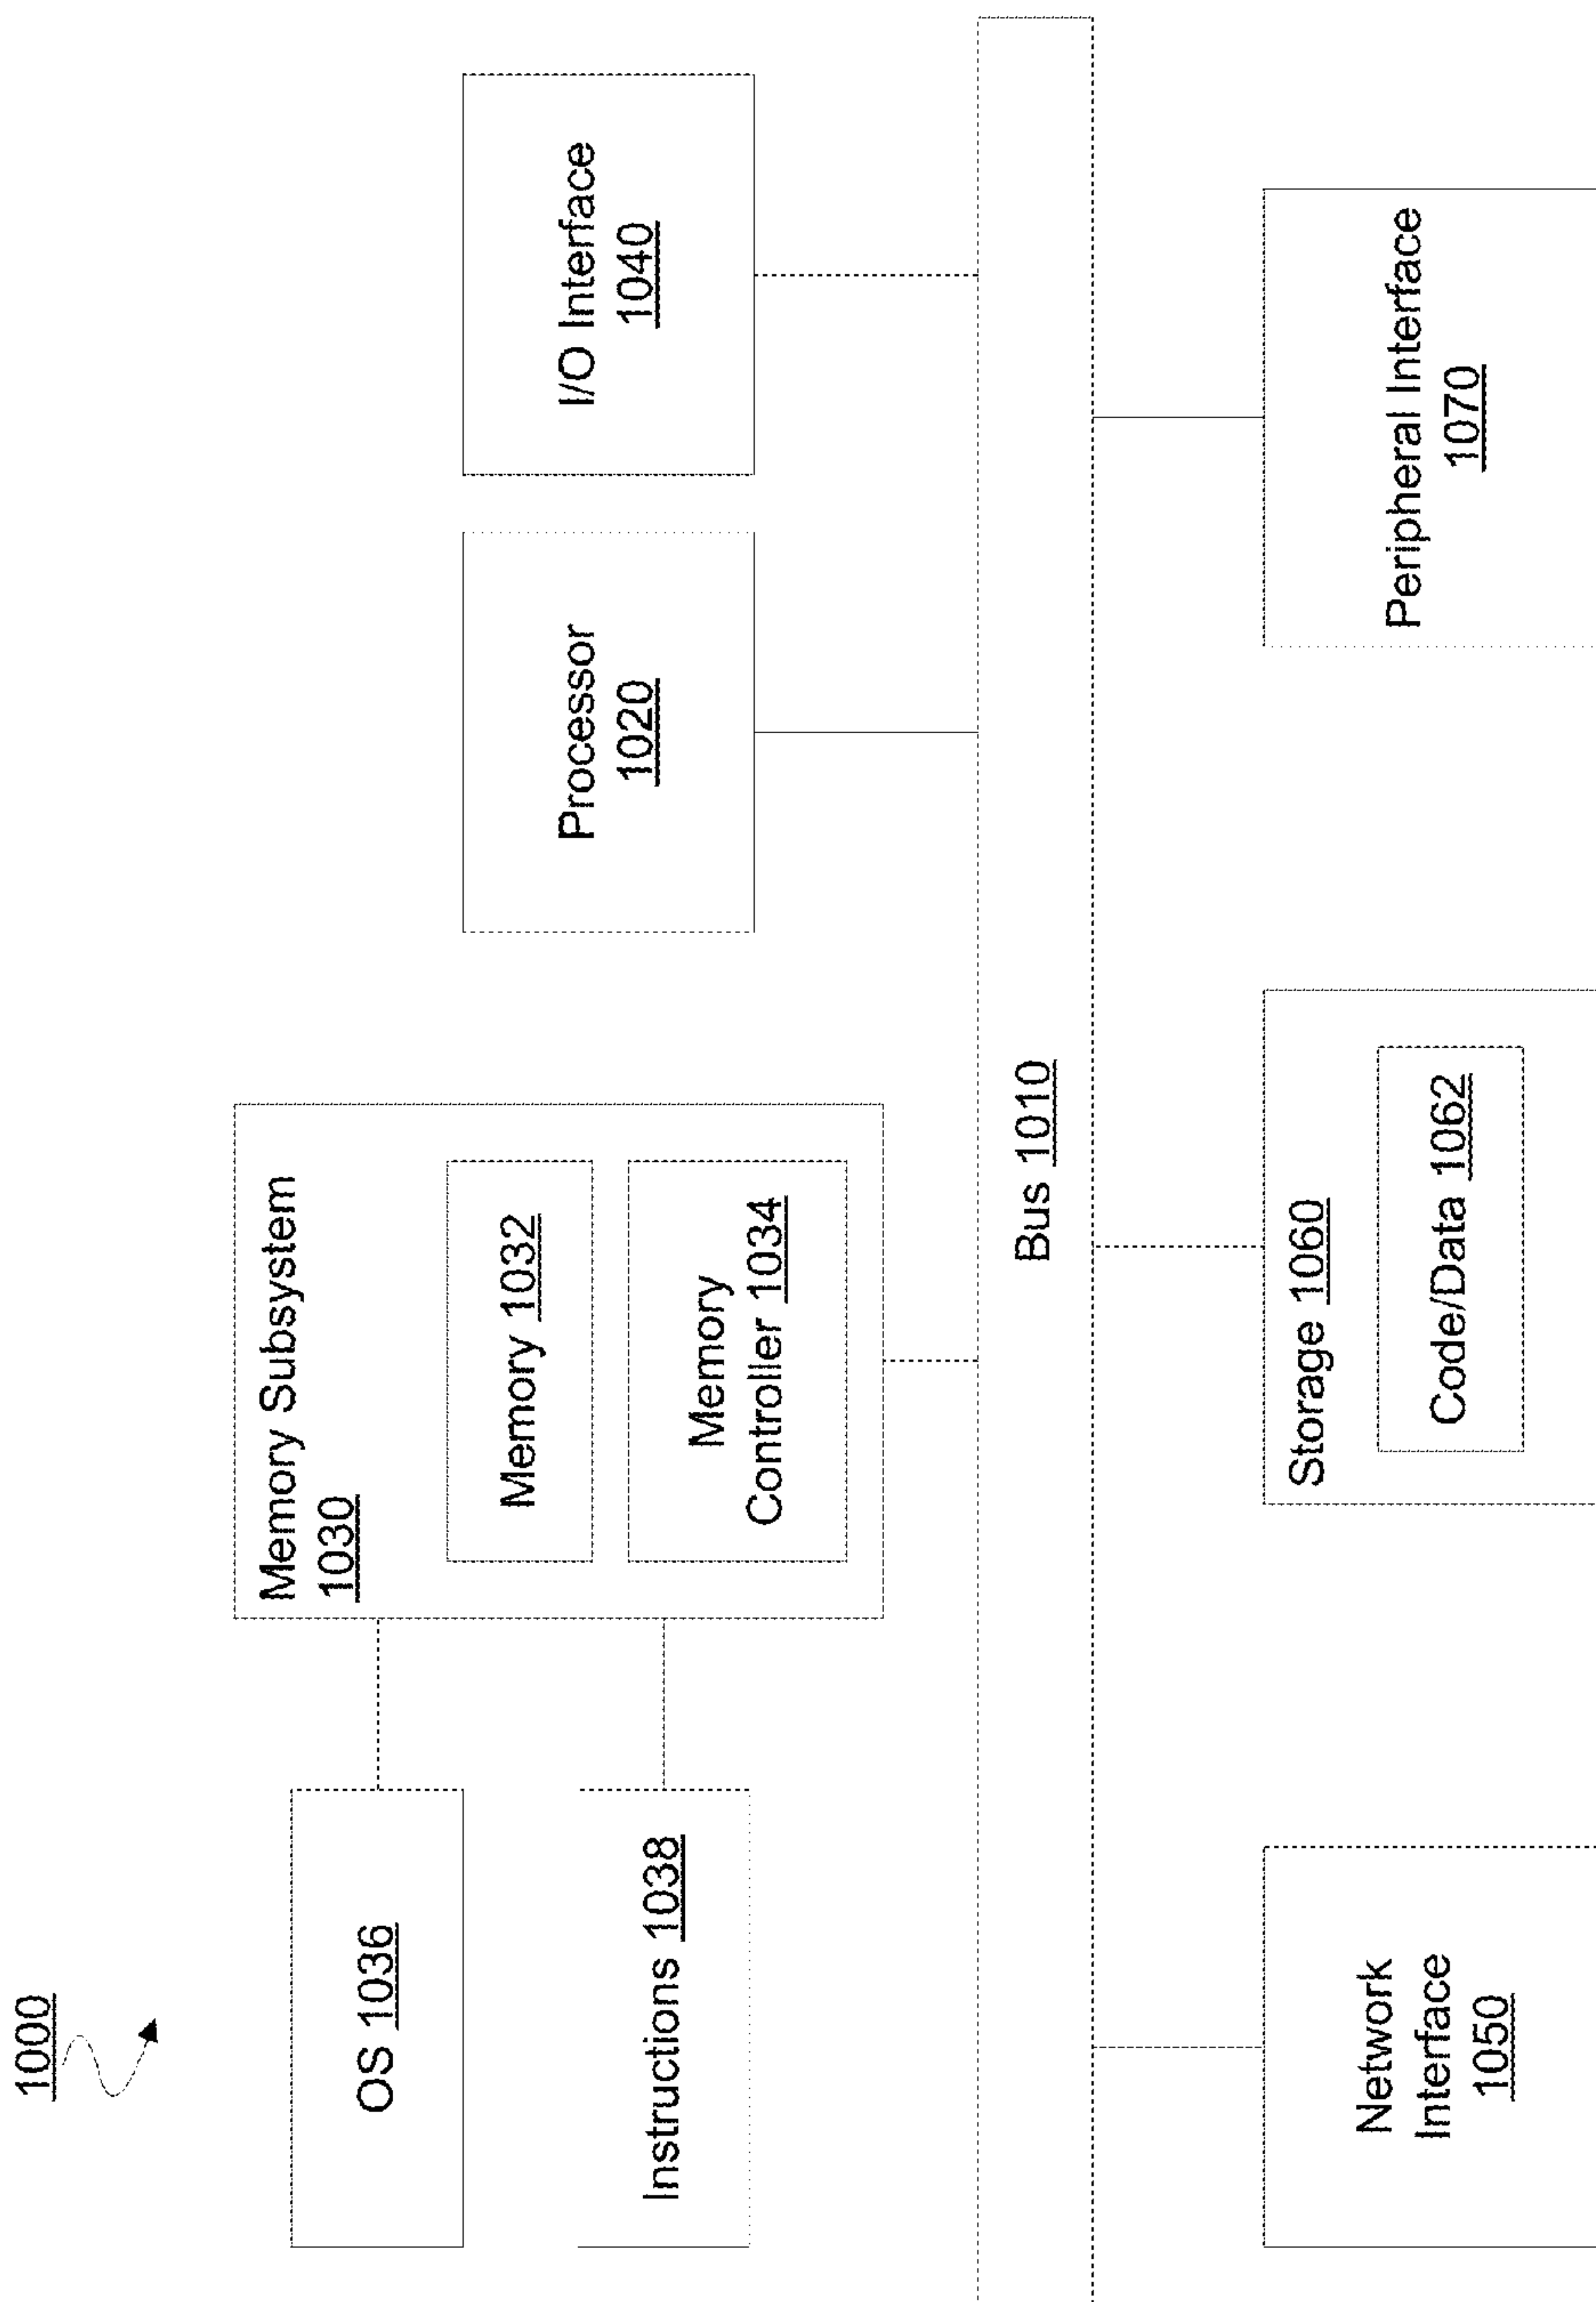 1000
OS 1036
Instructions 1038
Memory Subsystem
1030
Memory 1032
Memory
Controller 1034
Processor
1020
I/O Interface
1040
Bus 1010
Network
Interface
1050
Storage 1060
Code/Data 1062
Peripheral Interface
1070